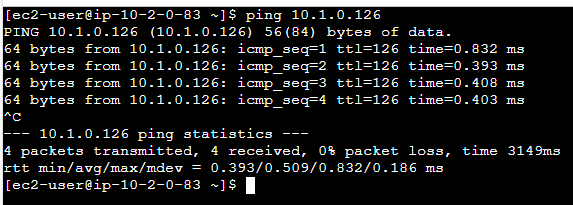 [ec2-user@ip-10-2-0-83 ~]$ ping 10.1.0.126
PING 10.1.0.126 (10.1.0.126) 56(84) bytes of data.
64 bytes from 10.1.0.126: icmp_seq=1 ttl=126 time=0.832 ms
64 bytes from 10.1.0.126: icmp_seq=2 ttl=126 time=0.393 ms
64 bytes from 10.1.0.126: icmp_seq=3 ttl=126 time=0.408 ms
64 bytes from 10.1.0.126: icmp_seq=4 ttl=126 time=0.403 ms
^C
--- 10.1.0.126 ping statistics ---
4 packets transmitted, 4 received, 0% packet loss, time 3149ms
rtt min/avg/max/mdev = 0.393/0.509/0.832/0.186 ms
[ec2-user@ip-10-2-0-83 ~]$